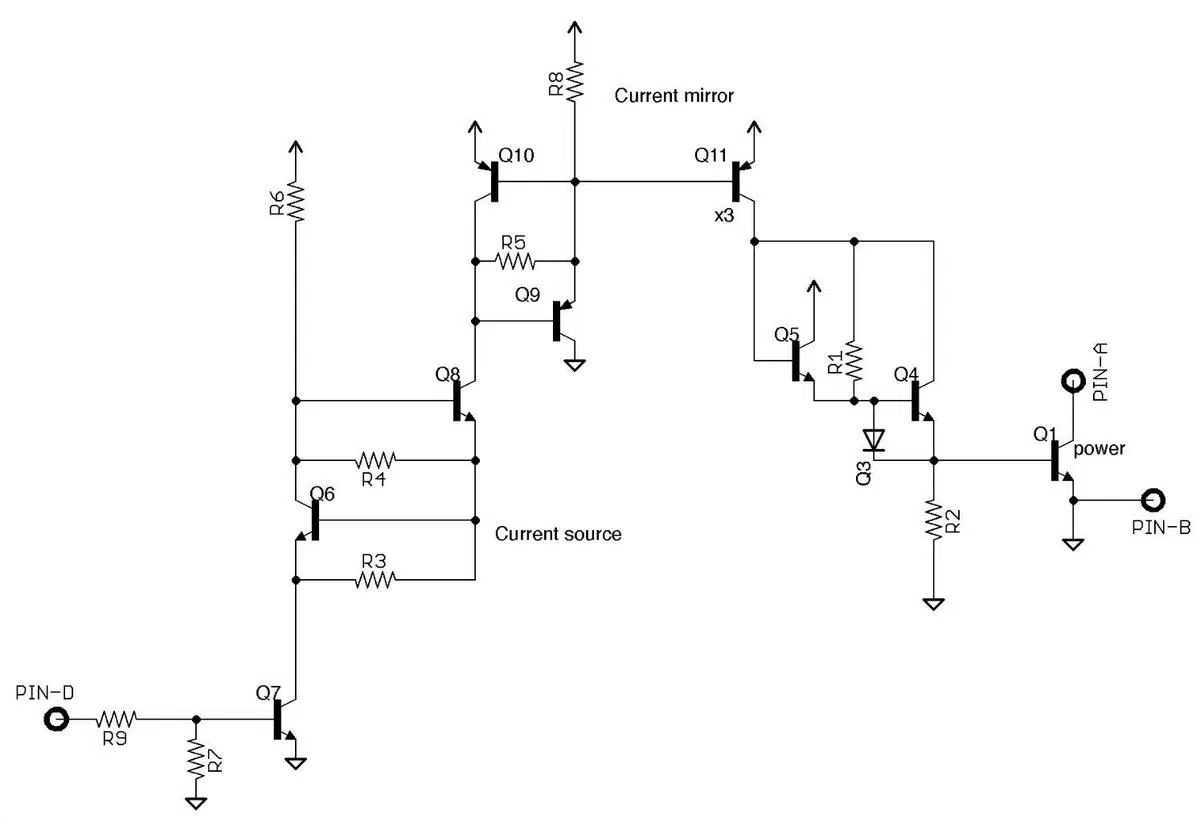 R8
Current mirror
Q10
Q11
R6
x3
R5
Q9
Q5
R1
Q8
Q4
PIN-A
Q1
power
R4
Q3
Q6
R2
PIN-B
Current source
R3
PIN-D
Q7
R9
R7